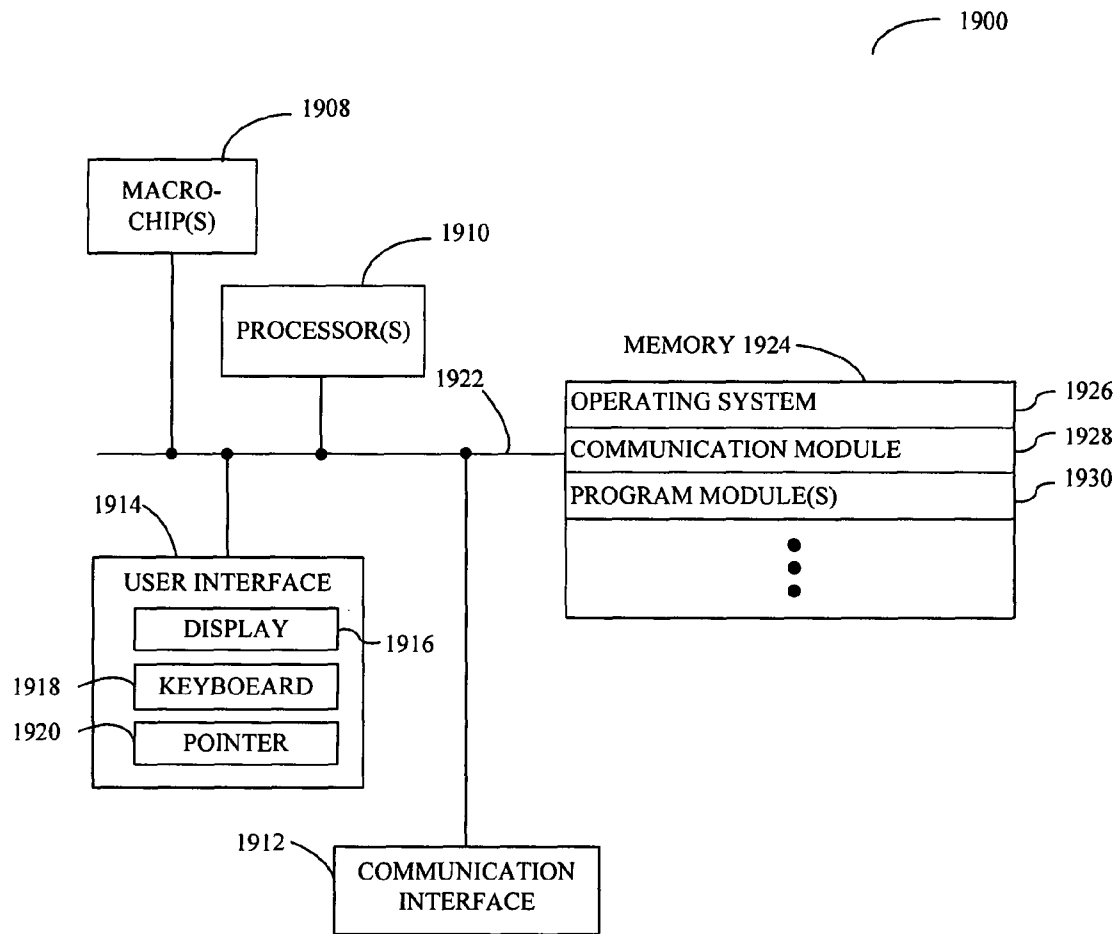 1900
1908
MACRO-
CHIP(S)
1910
PROCESSOR(S)
MEMORY 1924
1922
OPERATING SYSTEM
1926
COMMUNICATION MODULE
1928
PROGRAM MODULE(S)
1930
1914
USER INTERFACE
DISPLAY
1916
1918
KEYBOEARD
1920
POINTER
1912
COMMUNICATION
INTERFACE